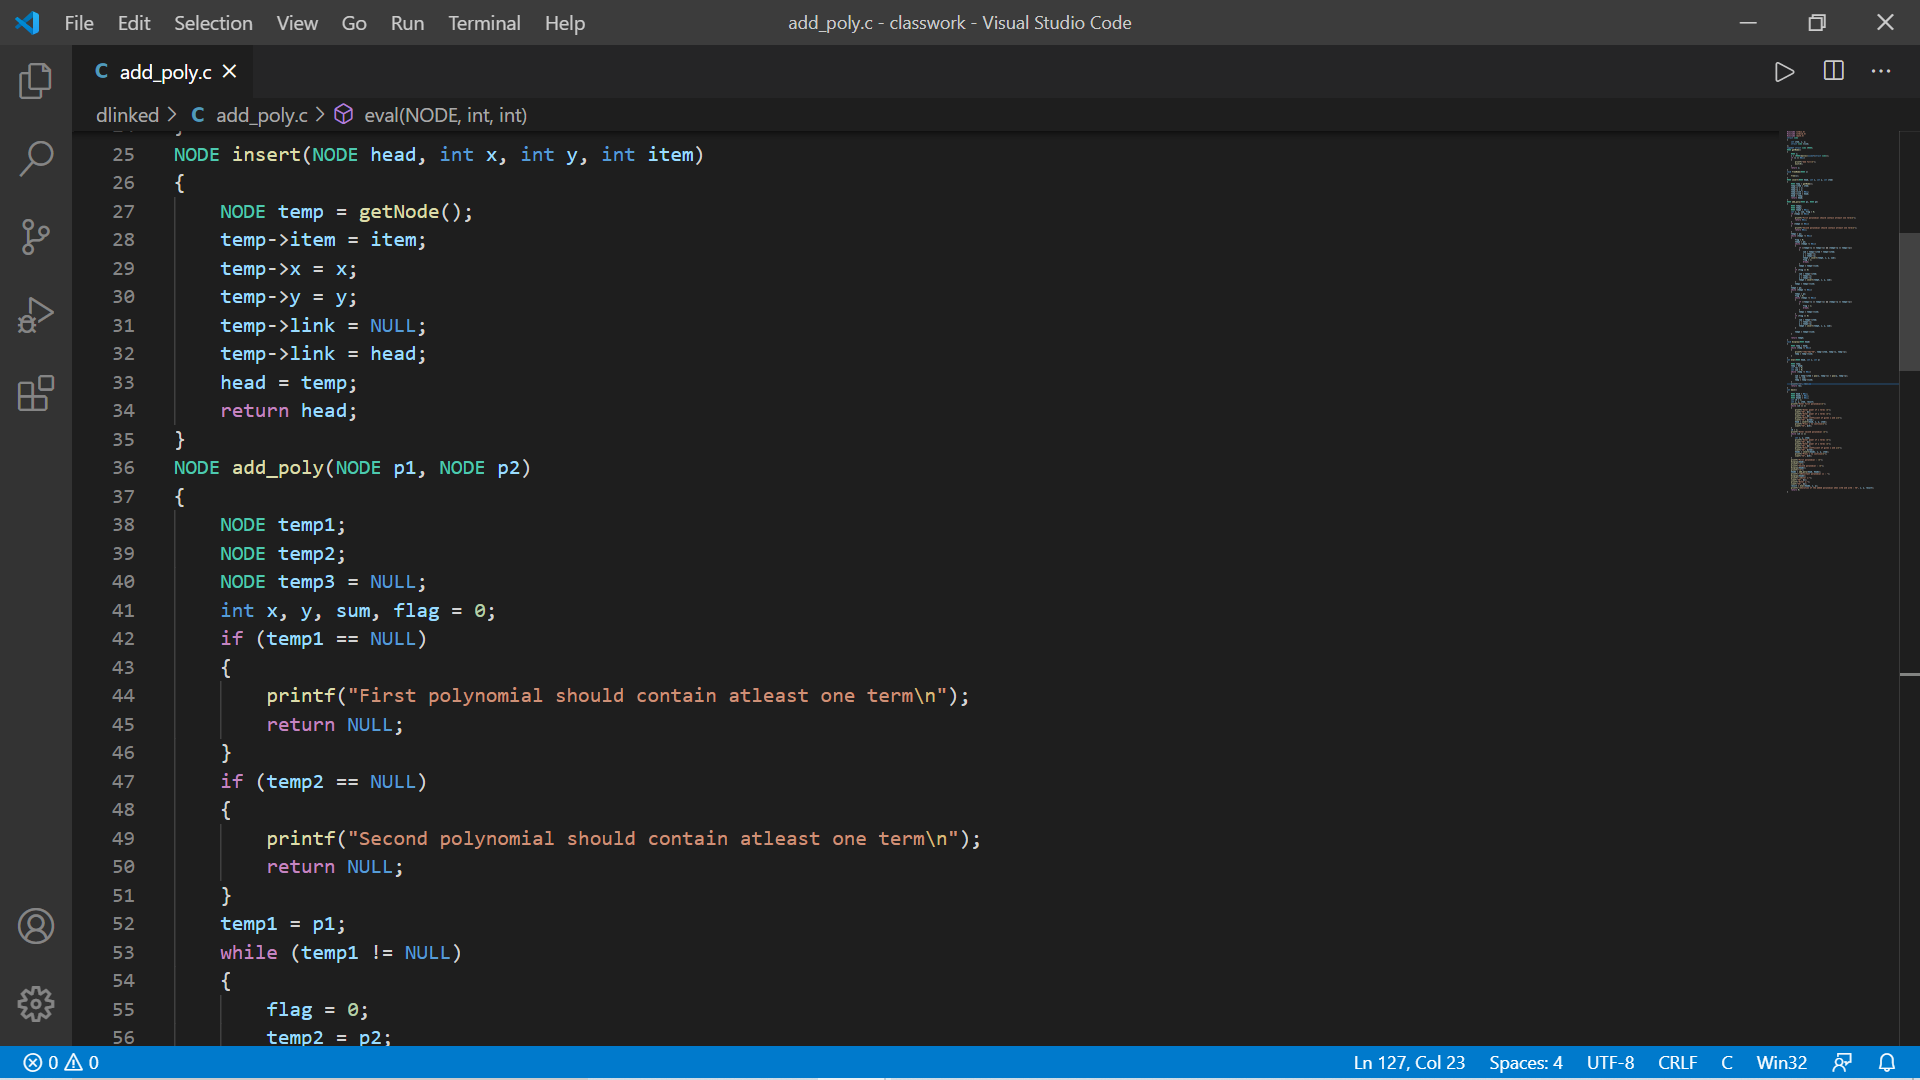 File Edit Selection View Go Run Terminal Help add_poly.c - classwork - Visual Studio Code
C add_poly.c
dlinked > C add_poly.c > eval(NODE, int, int)
25 NODE insert(NODE head, int x, int y, int item)
26 {
27 NODE temp = getNode();
28 temp->item = item;
29 temp->x = x;
30 temp->y = y;
31 temp->link = NULL;
32 temp->link = head;
33 head = temp;
34 return head;
35 }
36 NODE add_poly(NODE p1, NODE p2)
37 {
38 NODE temp1;
39 NODE temp2;
40 NODE temp3 = NULL;
41 int x, y, sum, flag = 0;
42 if (temp1 == NULL)
43 {
44 printf("First polynomial should contain atleast one term\n");
45 return NULL;
46 }
47 if (temp2 == NULL)
48 {
49 printf("Second polynomial should contain atleast one term\n");
50 return NULL;
51 }
52 temp1 = p1;
53 while (temp1 != NULL)
54 {
55 flag = 0;
56 temp2 = p2;
0 0 Ln 127, Col 23 Spaces: 4 UTF-8 CRLF C Win32